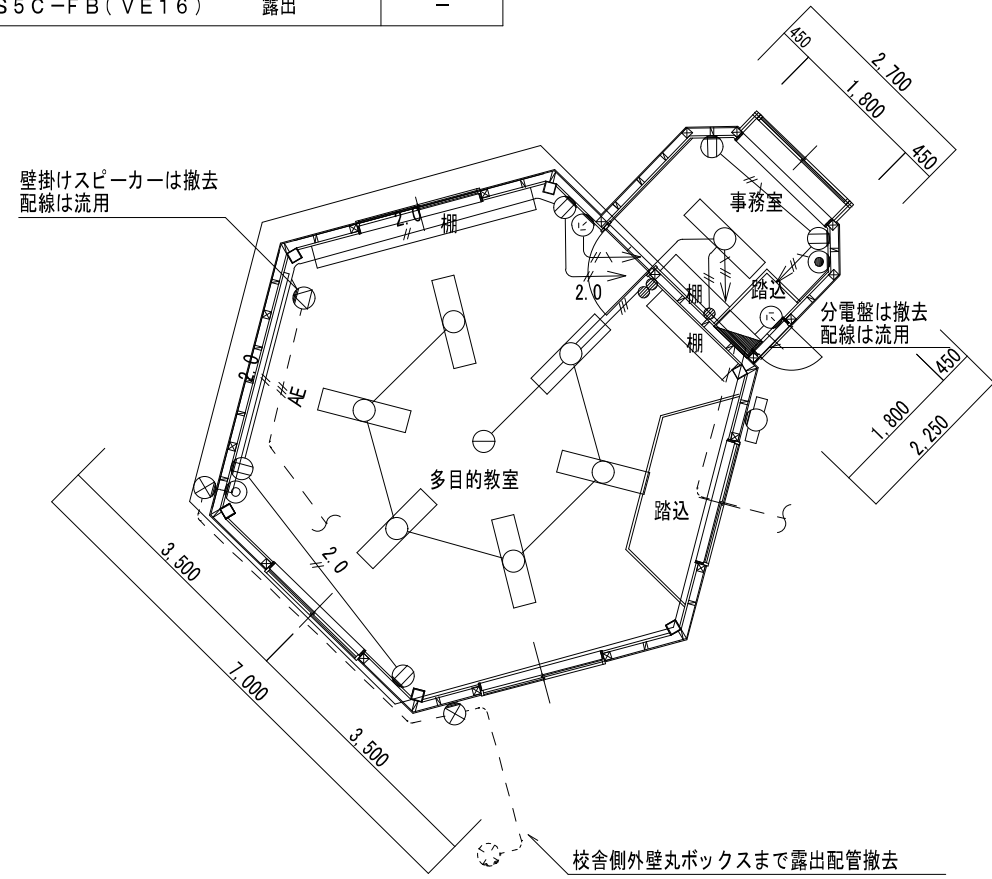 S5C-FB(VE16) 露出 －
450
2,700
1,800
450
壁掛けスピーカーは撤去
配線は流用
事務室
2.0
棚
2.0
棚
踏込
分電盤は撤去
配線は流用
棚
450
2.0
AE
1,800
2,250
多目的教室
踏込
3,500
2.0
7,000
3,500
校舎側外壁丸ボックスまで露出配管撤去